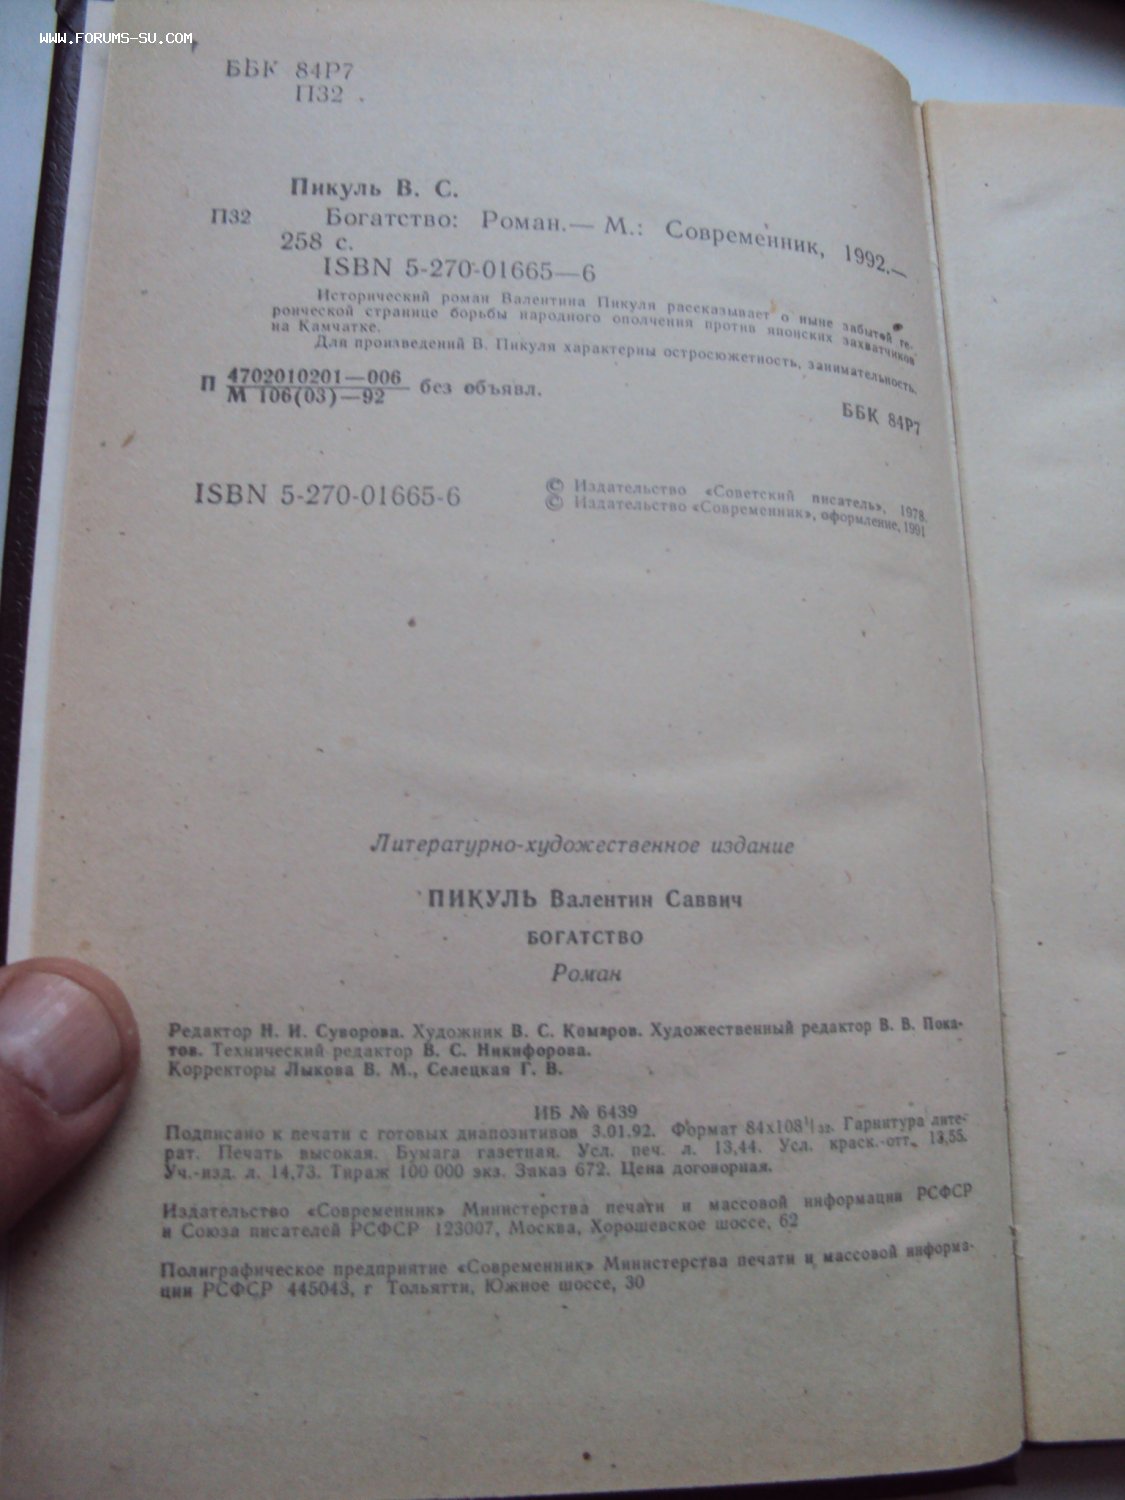 WWW.FORUMS-SU.COM
ББК 84Р7
П32
Пикуль В. С.
П32 Богатство: Роман.— М.: Современник, 1992.—
258 с.
ISBN 5-270-01665—6
Исторический роман Валентина Пикуля рассказывает о ныне забытой ге-
роической странице борьбы народного ополчения против японских захватчиков
на Камчатке.
Для произведений В. Пикуля характерны остросюжетность, занимательность.
П 4702010201—006 без объявл.
М 106(03)—92
ББК 84Р7
ISBN 5-270-01665-6
© Издательство «Советский писатель», 1978.
© Издательство «Современник», оформление, 1991
Литературно-художественное издание
ПИКУЛЬ Валентин Саввич
БОГАТСТВО
Роман
Редактор Н. И. Суворова. Художник В. С. Комаров. Художественный редактор В. В. Пока-
тов. Технический редактор В. С. Никифорова.
Корректоры Лыкова В. М., Селецкая Г. В.
ИБ № 6439
Подписано к печати с готовых диапозитивов 3.01.92. Формат 84x108 1/32. Гарнитура лите-
рат. Печать высокая. Бумага газетная. Усл. печ. л. 13,44. Усл. краск.-отт. 13,55.
Уч.-изд. л. 14,73. Тираж 100 000 экз. Заказ 672. Цена договорная.
Издательство «Современник» Министерства печати и массовой информации РСФСР
и Союза писателей РСФСР 123007, Москва, Хорошевское шоссе, 62
Полиграфическое предприятие «Современник» Министерства печати и массовой информа-
ции РСФСР 445043, г Тольятти, Южное шоссе, 30